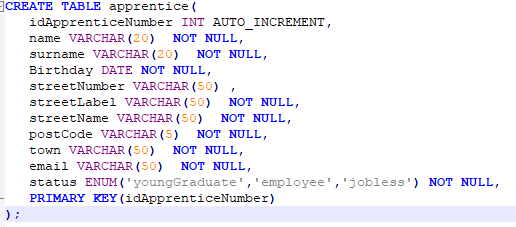 CREATE TABLE apprentice(
idApprenticeNumber INT AUTO_INCREMENT,
name VARCHAR(20) NOT NULL,
surname VARCHAR(20) NOT NULL,
Birthday DATE NOT NULL,
streetNumber VARCHAR(50) ,
streetLabel VARCHAR(50) NOT NULL,
streetName VARCHAR(50) NOT NULL,
postCode VARCHAR(5) NOT NULL,
town VARCHAR(50) NOT NULL,
email VARCHAR(50) NOT NULL,
status ENUM('youngGraduate','employee','jobless') NOT NULL,
PRIMARY KEY(idApprenticeNumber)
);